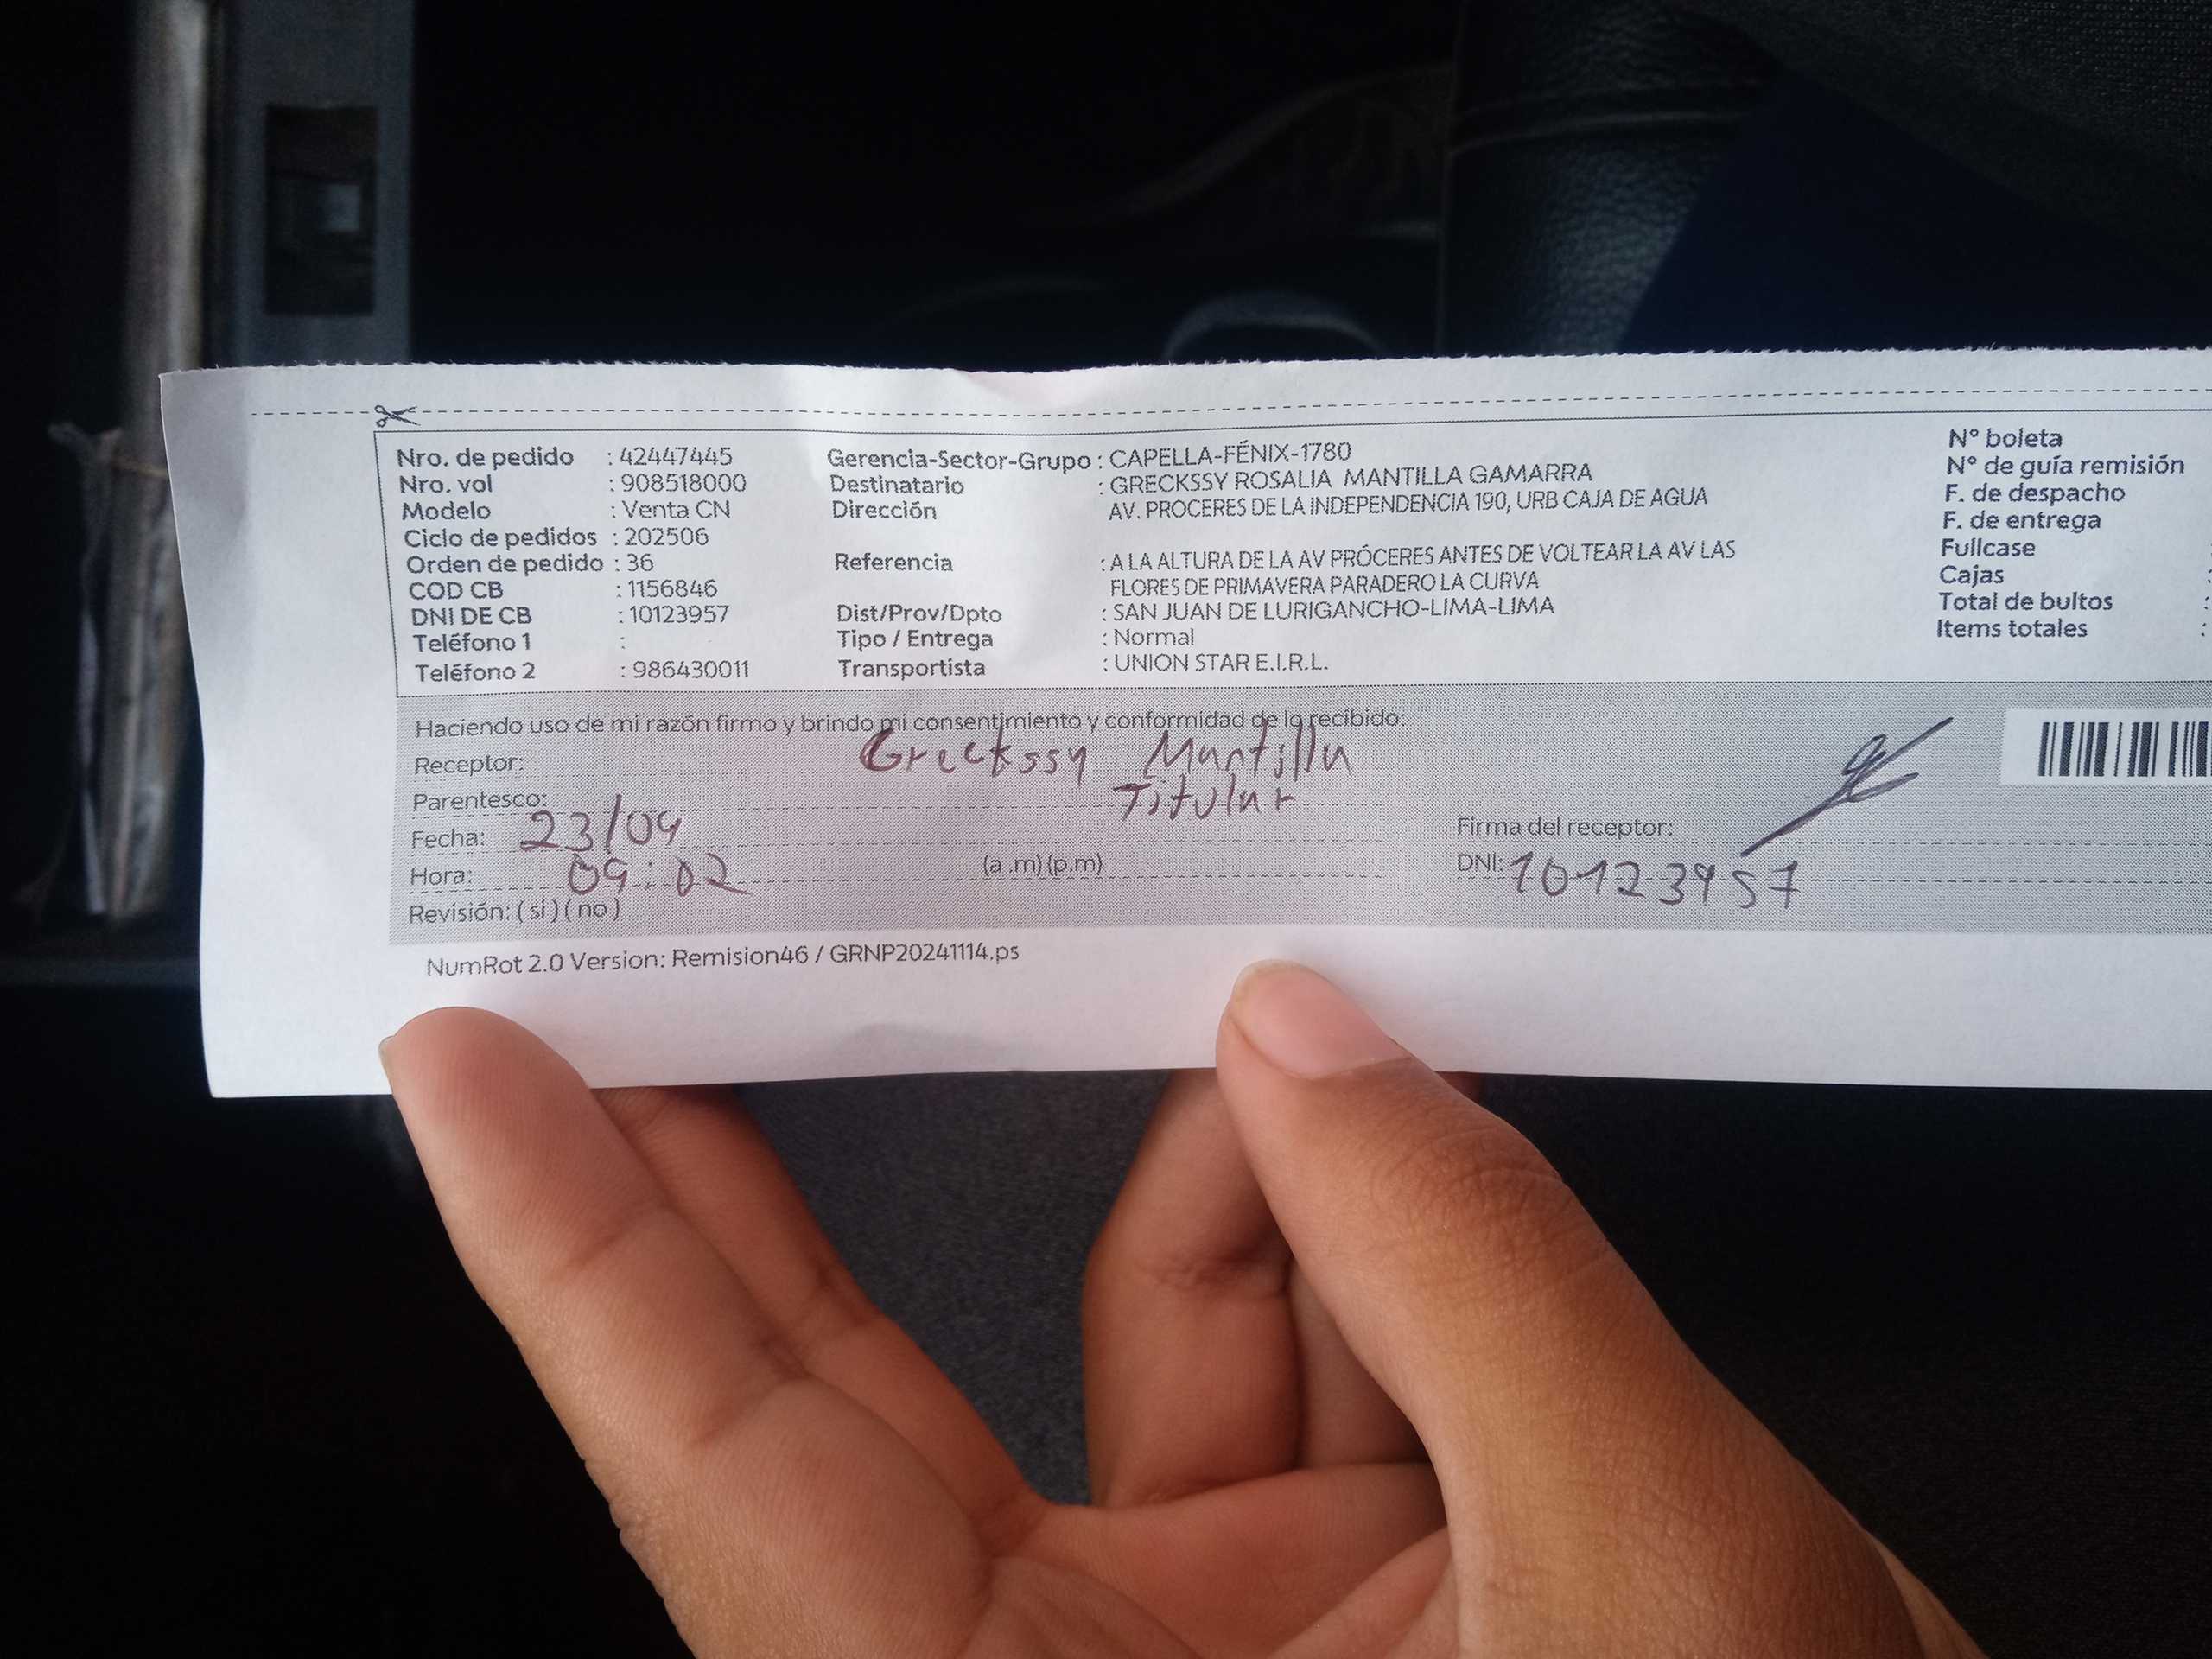 Nro. de pedido : 42447445
Nro. vol : 908518000
Modelo : Venta CN
Ciclo de pedidos : 202506
Orden de pedido : 36
COD CB : 1156846
DNI DE CB : 10123957
Teléfono 1 :
Teléfono 2 : 986430011
Gerencia-Sector-Grupo : CAPELLA-FÉNIX-1780
Destinatario : GRECKSSY ROSALIA MANTILLA GAMARRA
Dirección AV. PROCERES DE LA INDEPENDENCIA 190, URB CAJA DE AGUA
Referencia : A LA ALTURA DE LA AV PRÓCERES ANTES DE VOLTEAR LA AV LAS
FLORES DE PRIMAVERA PARADERO LA CURVA
Dist/Prov/Dpto : SAN JUAN DE LURIGANCHO-LIMA-LIMA
Tipo / Entrega : Normal
Transportista : UNION STAR E.I.R.L.
N° boleta
N° de guía remisión
F. de despacho
F. de entrega
Fullcase
Cajas :
Total de bultos :
Items totales :
Haciendo uso de mi razón firmo y brindo mi consentimiento y conformidad de lo recibido:
Receptor: Greckssy Mantilla
Parentesco: Titular
Fecha: 23/04
Hora: 09:02 (a .m) (p.m)
Revisión: ( si ) ( no )
Firma del receptor:
DNI: 10123957
NumRot 2.0 Version: Remision46 / GRNP20241114.ps